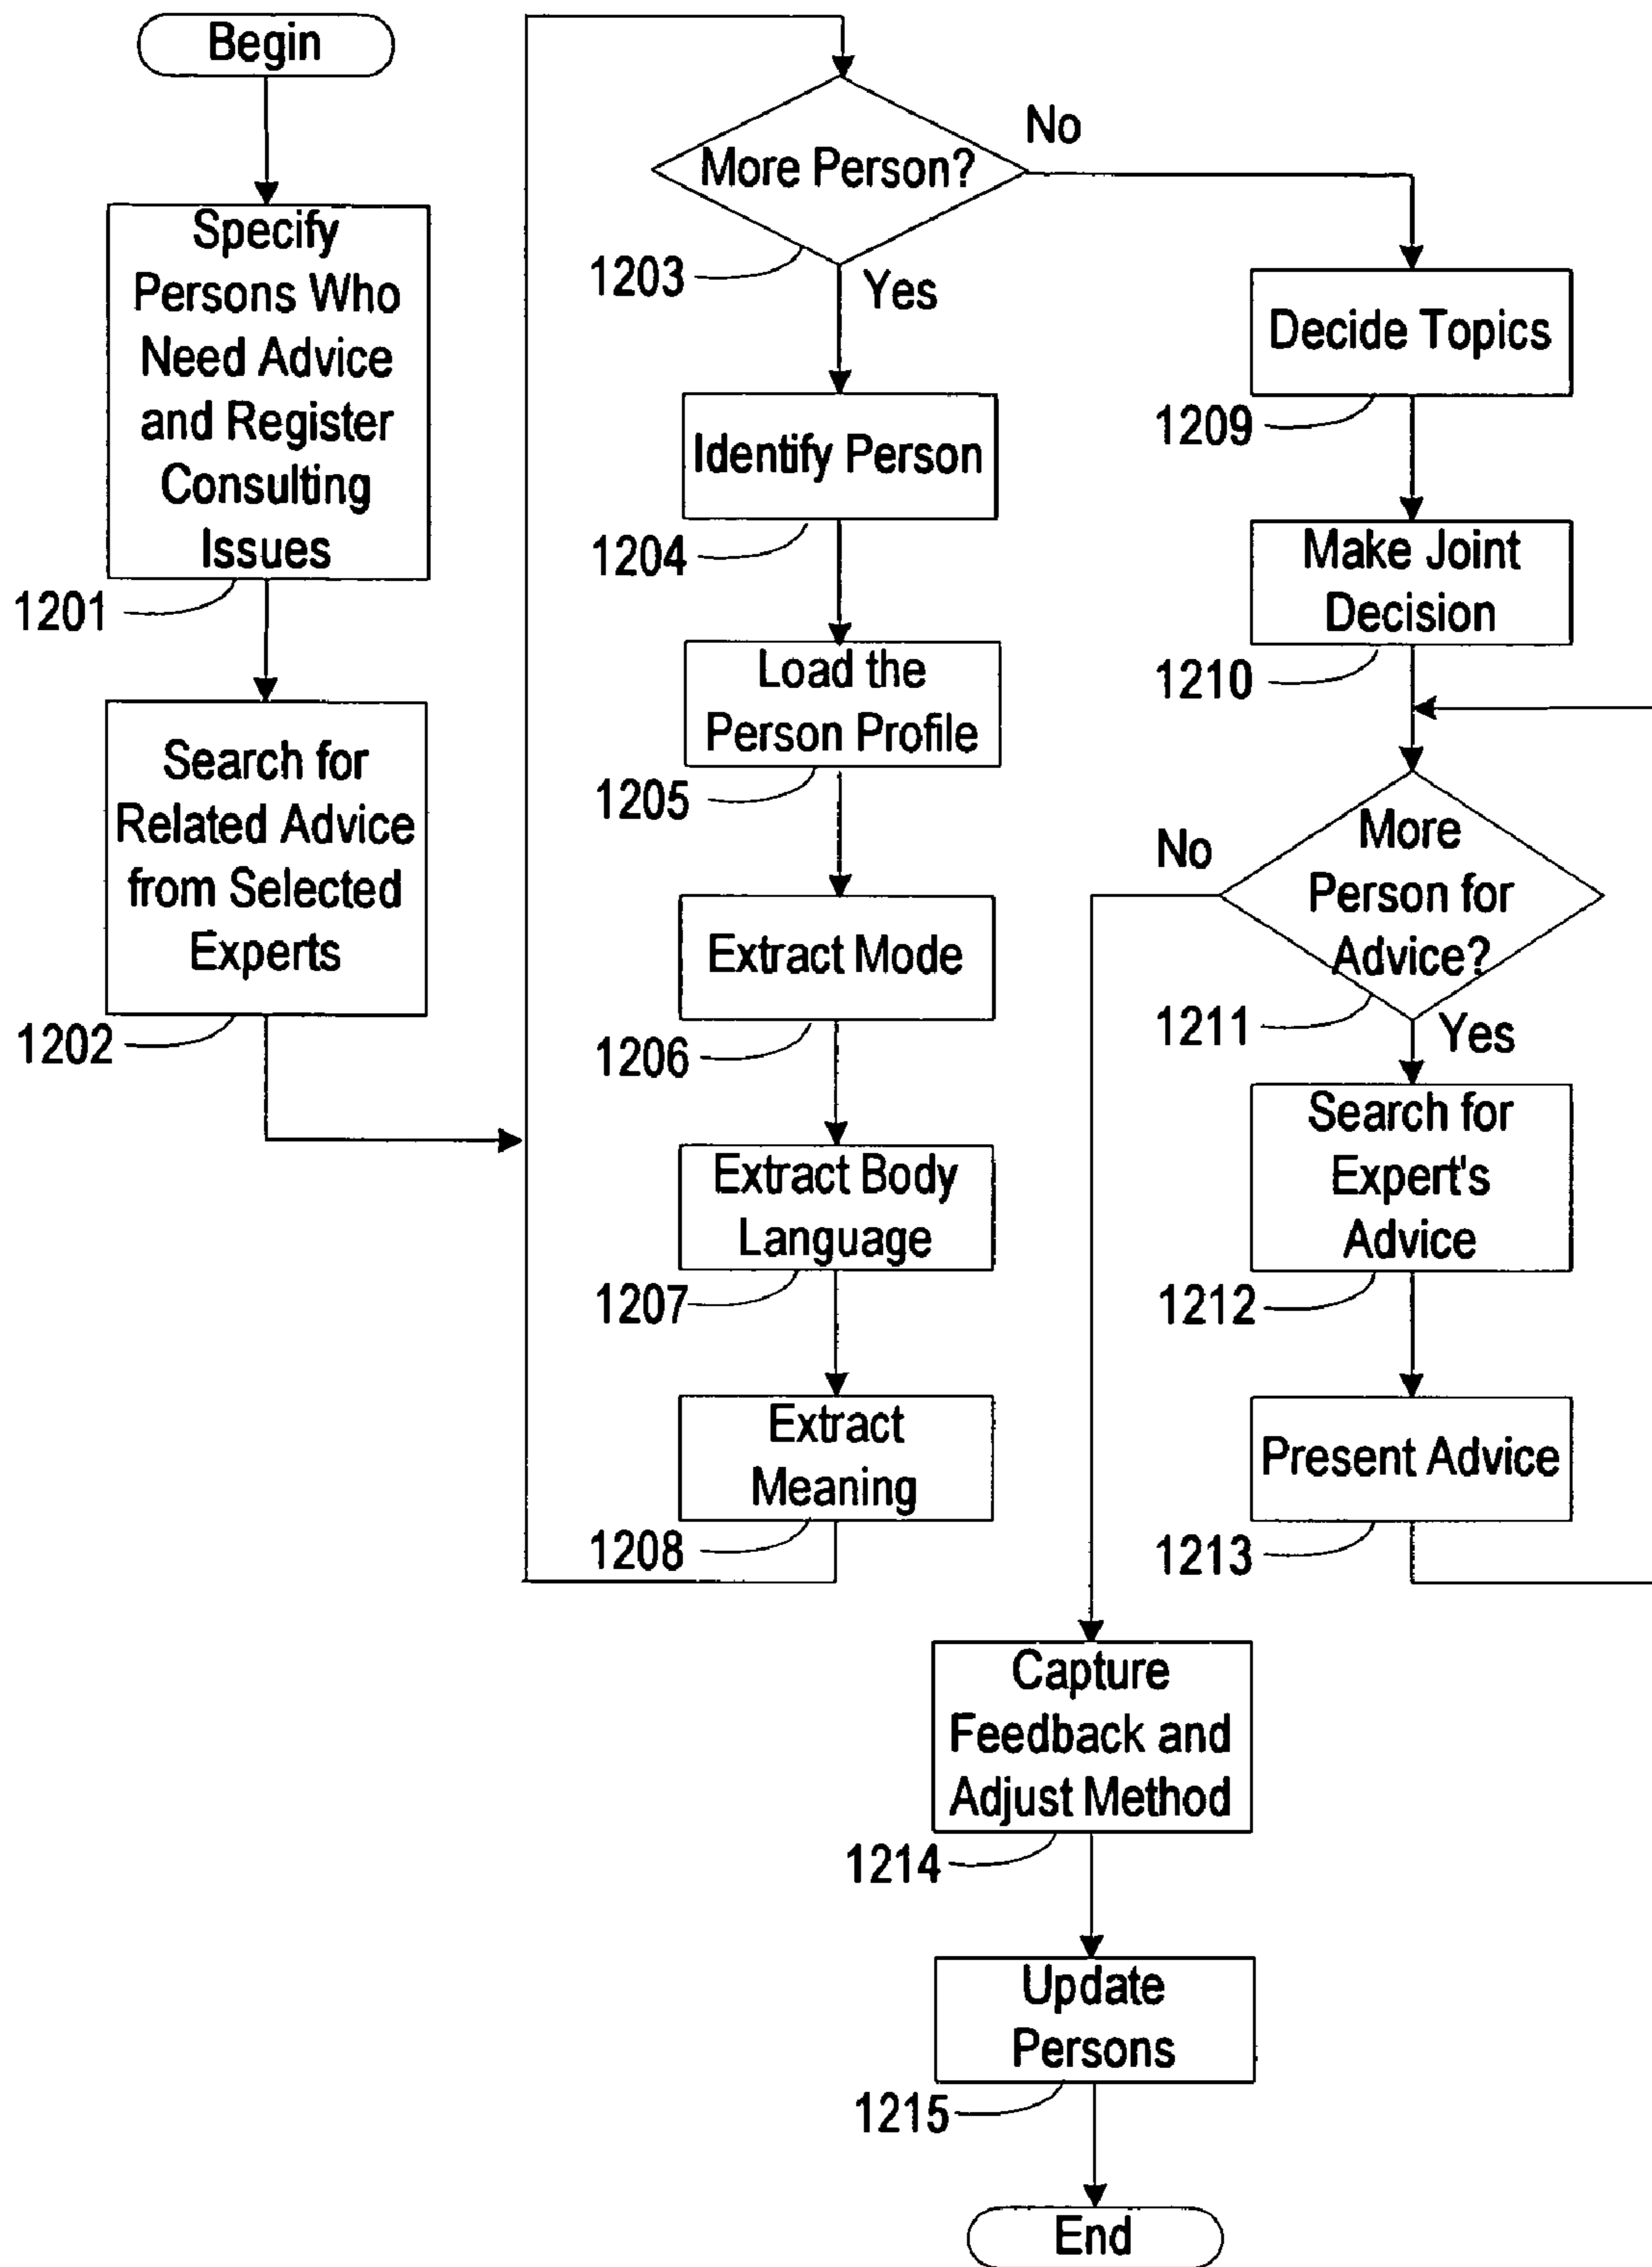 Begin
Specify
Persons Who
Need Advice
and Register
Consulting
Issues
1201
Search for
Related Advice
from Selected
Experts
1202
More Person?
No
1203
Yes
Identify Person
1204
Load the
Person Profile
1205
Extract Mode
1206
Extract Body
Language
1207
Extract
Meaning
1208
Decide Topics
1209
Make Joint
Decision
1210
No
More
Person for
Advice?
1211
Yes
Search for
Expert's
Advice
1212
Present Advice
1213
Capture
Feedback and
Adjust Method
1214
Update
Persons
1215
End